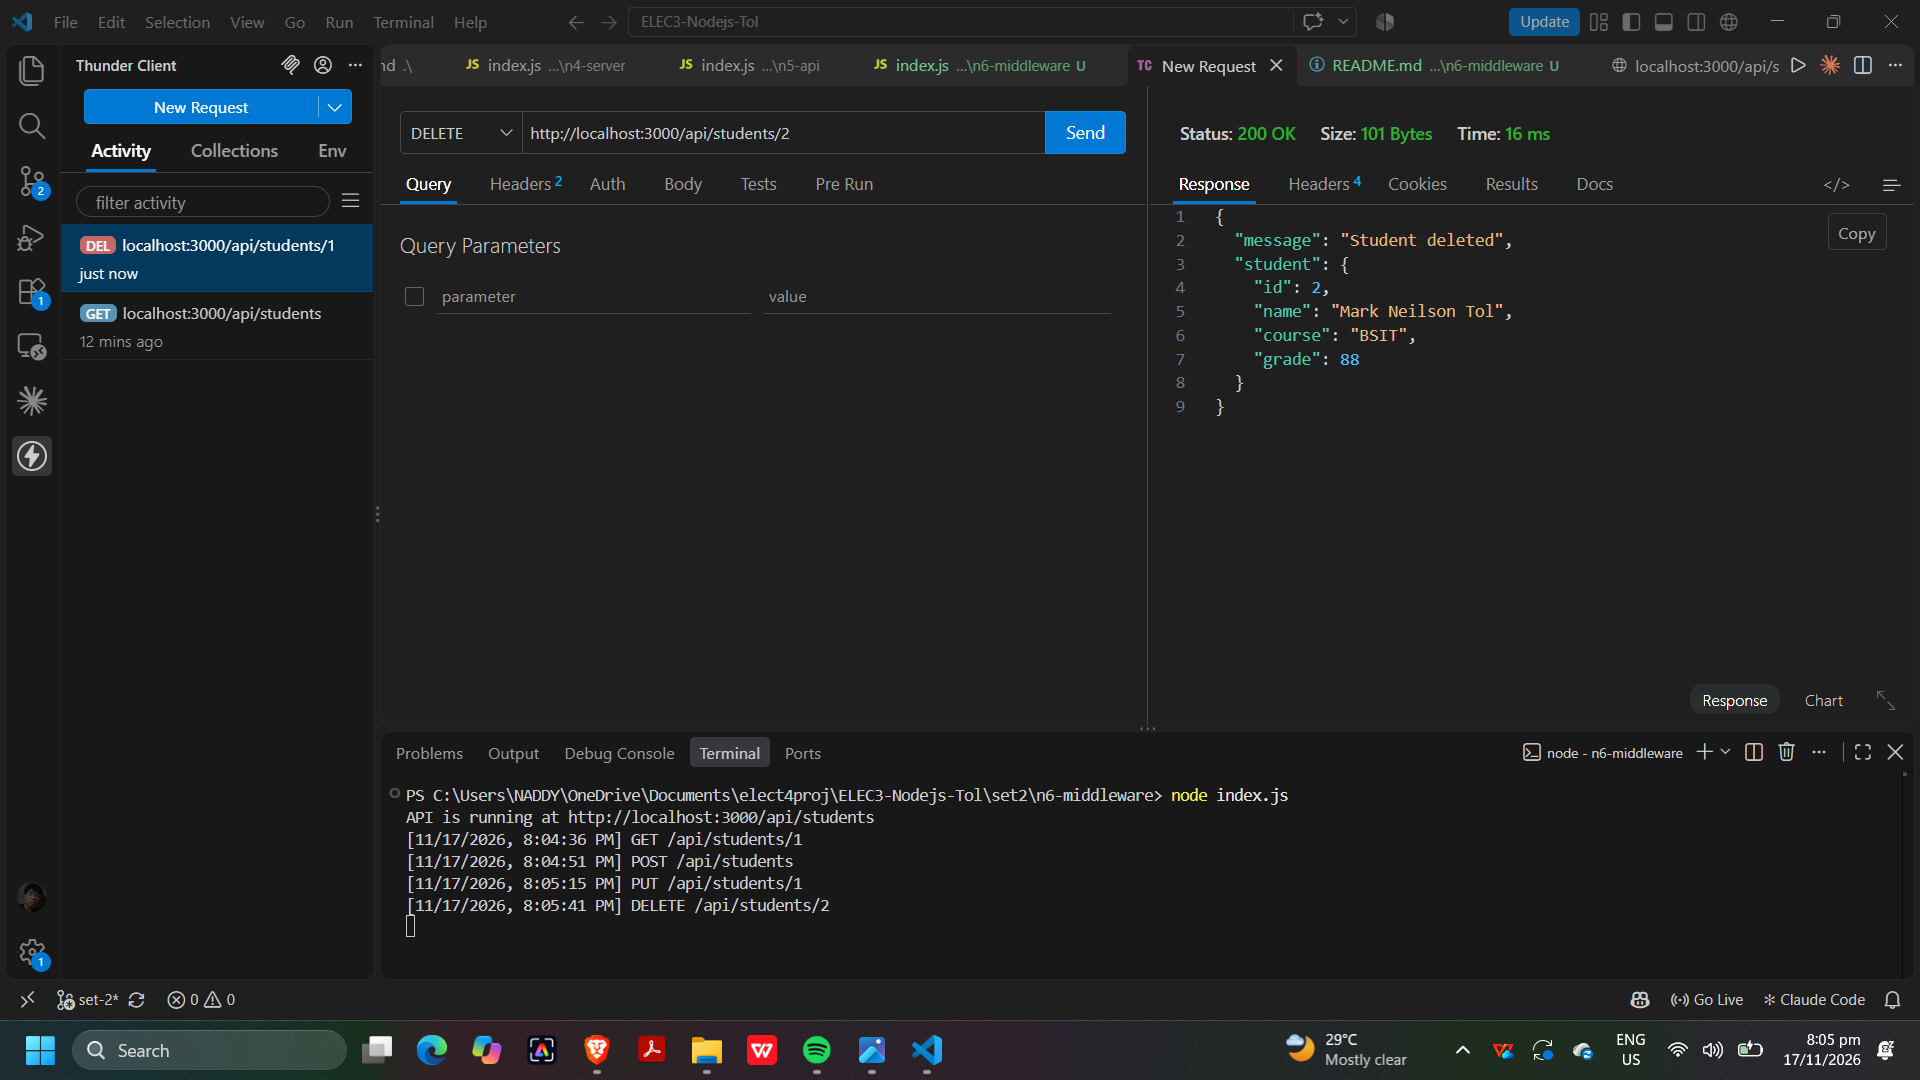 File Edit Selection View Go Run Terminal Help
ELEC3-Nodejs-Tol
Update
Thunder Client
New Request
Activity Collections Env
filter activity
DEL localhost:3000/api/students/1
just now
GET localhost:3000/api/students
12 mins ago
2
1
1
nd .\
JS index.js ...\n4-server
JS index.js ...\n5-api
JS index.js ...\n6-middleware U
TC New Request
README.md ...\n6-middleware U
localhost:3000/api/s
DELETE http://localhost:3000/api/students/2 Send
Query Headers 2 Auth Body Tests Pre Run
Query Parameters
parameter value
Status: 200 OK Size: 101 Bytes Time: 16 ms
Response Headers 4 Cookies Results Docs
</>
Copy
1 {
2 "message": "Student deleted",
3 "student": {
4 "id": 2,
5 "name": "Mark Neilson Tol",
6 "course": "BSIT",
7 "grade": 88
8 }
9 }
Response Chart
Problems Output Debug Console Terminal Ports
node - n6-middleware
PS C:\Users\NADDY\OneDrive\Documents\elect4proj\ELEC3-Nodejs-Tol\set2\n6-middleware> node index.js
API is running at http://localhost:3000/api/students
[11/17/2026, 8:04:36 PM] GET /api/students/1
[11/17/2026, 8:04:51 PM] POST /api/students
[11/17/2026, 8:05:15 PM] PUT /api/students/1
[11/17/2026, 8:05:41 PM] DELETE /api/students/2
set-2* 0 0
Go Live Claude Code
Search
29°C
Mostly clear
ENG
US
8:05 pm
17/11/2026